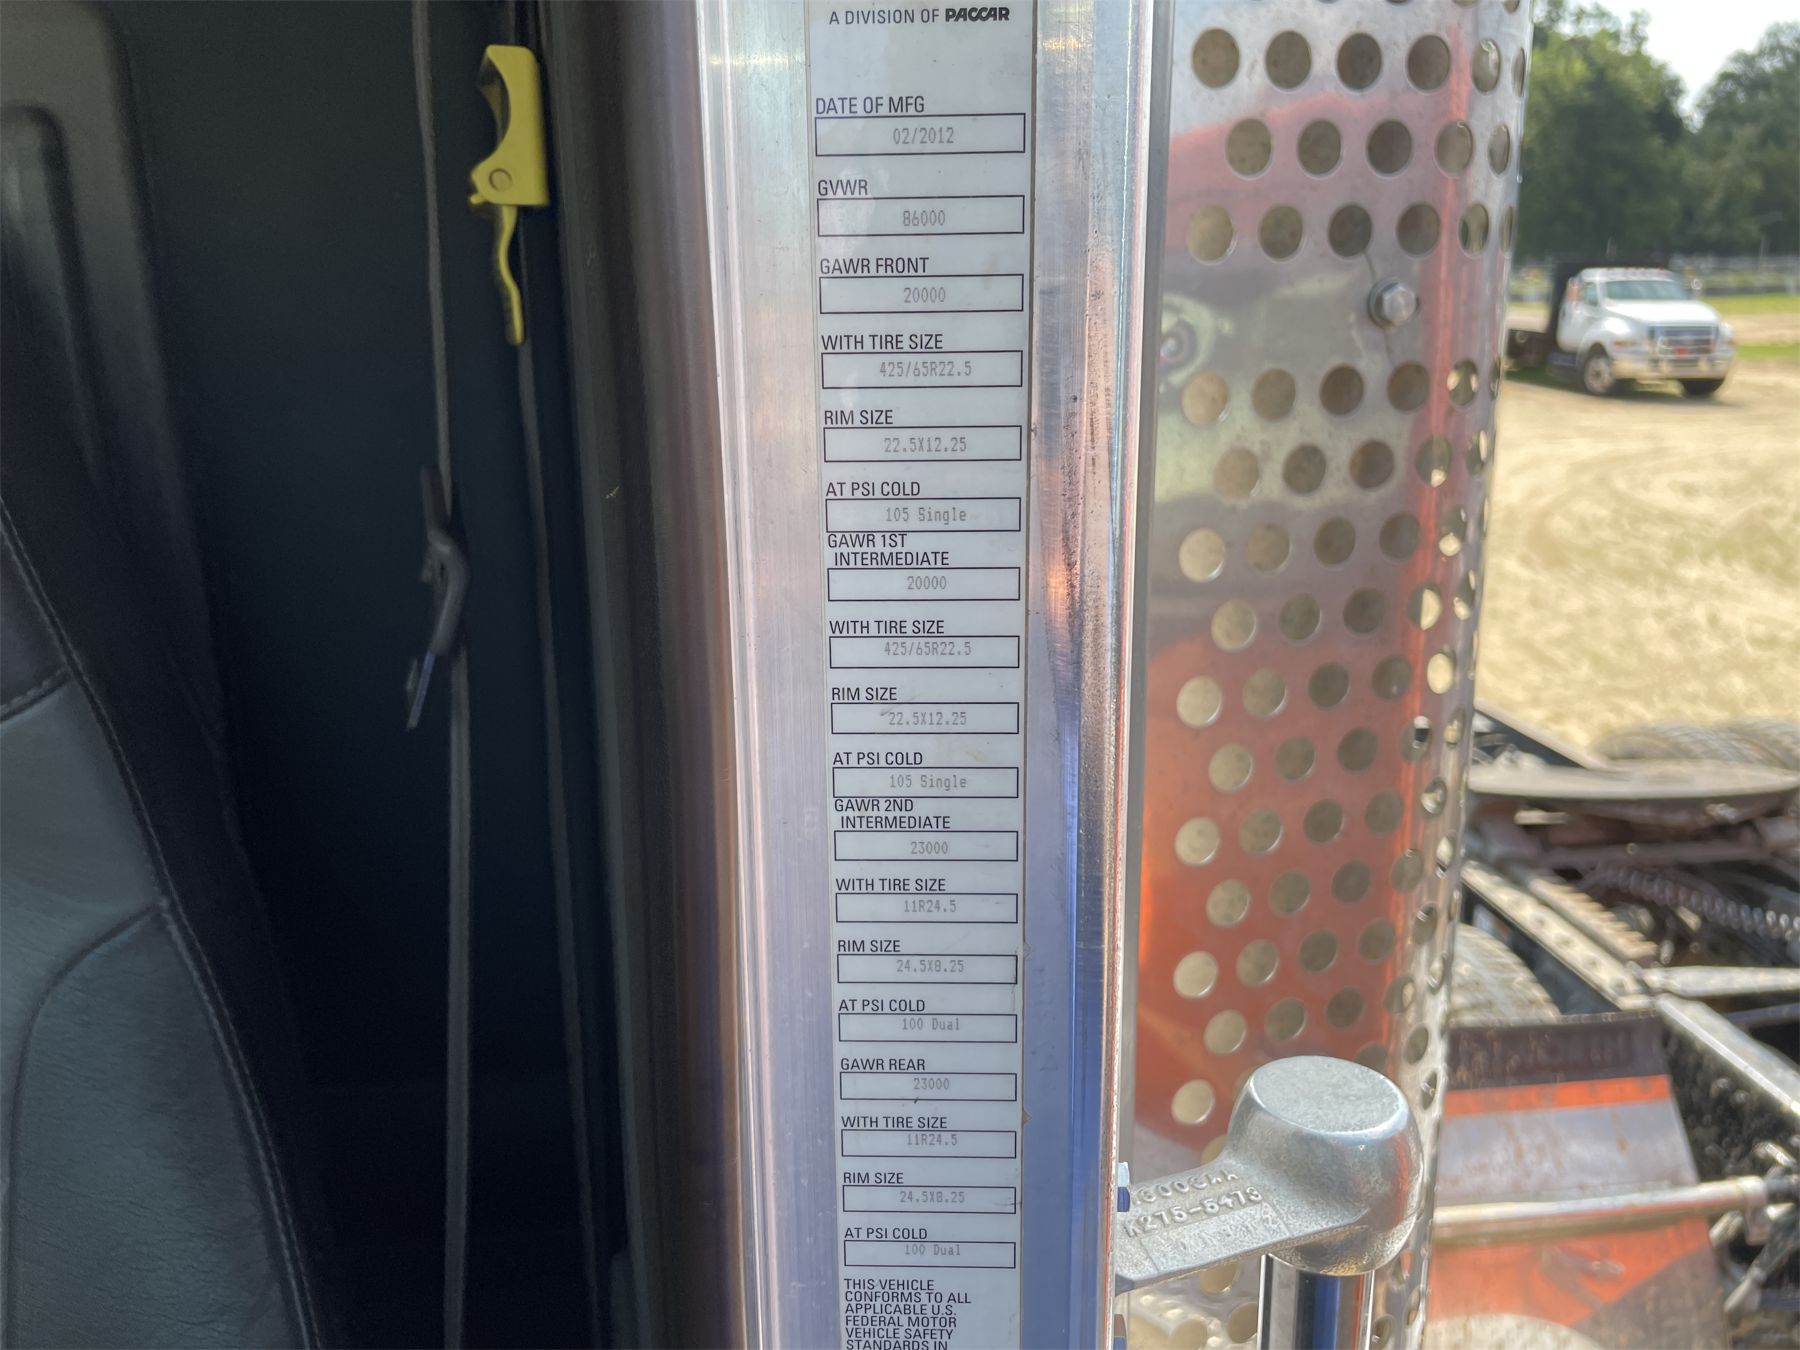 A DIVISION OF PACCAR
DATE OF MFG
02/2012
GVWR
86000
GAWR FRONT
20000
WITH TIRE SIZE
425/65R22.5
RIM SIZE
22.5X12.25
AT PSI COLD
105 Single
GAWR 1ST
INTERMEDIATE
20000
WITH TIRE SIZE
425/65R22.5
RIM SIZE
22.5X12.25
AT PSI COLD
105 Single
GAWR 2ND
INTERMEDIATE
23000
WITH TIRE SIZE
11R24.5
RIM SIZE
24.5X8.25
AT PSI COLD
100 Dual
GAWR REAR
23000
WITH TIRE SIZE
11R24.5
RIM SIZE
24.5X8.25
AT PSI COLD
100 Dual
THIS VEHICLE
CONFORMS TO ALL
APPLICABLE U.S.
FEDERAL MOTOR
VEHICLE SAFETY
STANDARDS IN
K275-5473